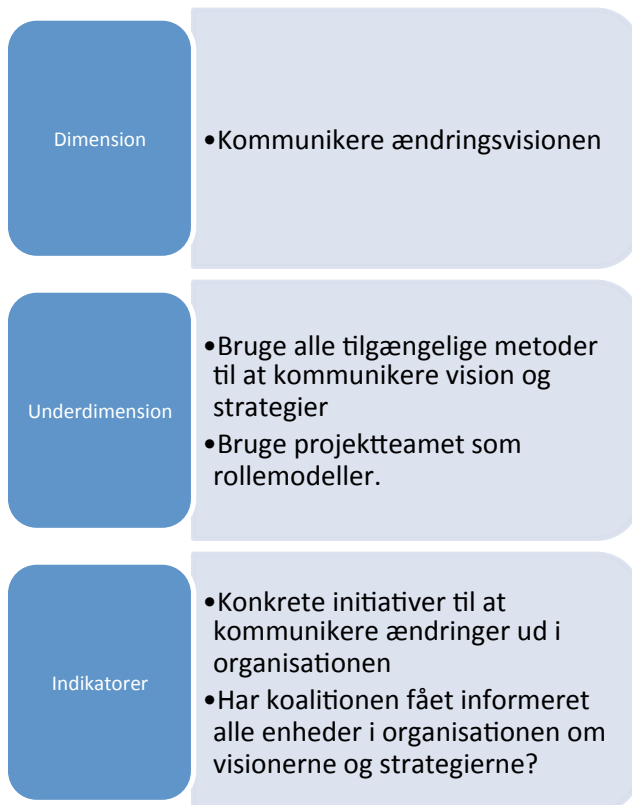 Dimension
•Kommunikere ændringsvisionen
Underdimension
•Bruge alle tilgængelige metoder
til at kommunikere vision og
strategier
•Bruge projektteamet som
rollemodeller.
Indikatorer
•Konkrete initiativer til at
kommunikere ændringer ud i
organisationen
•Har koalitionen fået informeret
alle enheder i organisationen om
visionerne og strategierne?